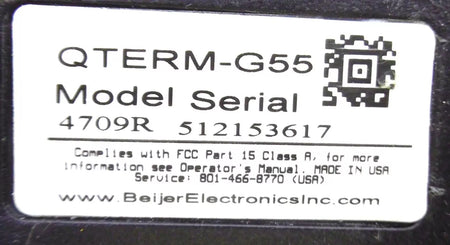 QTERM-G55
Model Serial
4709R 512153617
Complies with FCC Part 15 Class A, for more
information see Operator's Manual. MADE IN USA
Service: 801-466-8770 (USA)
www.BeijerElectronicsInc.com